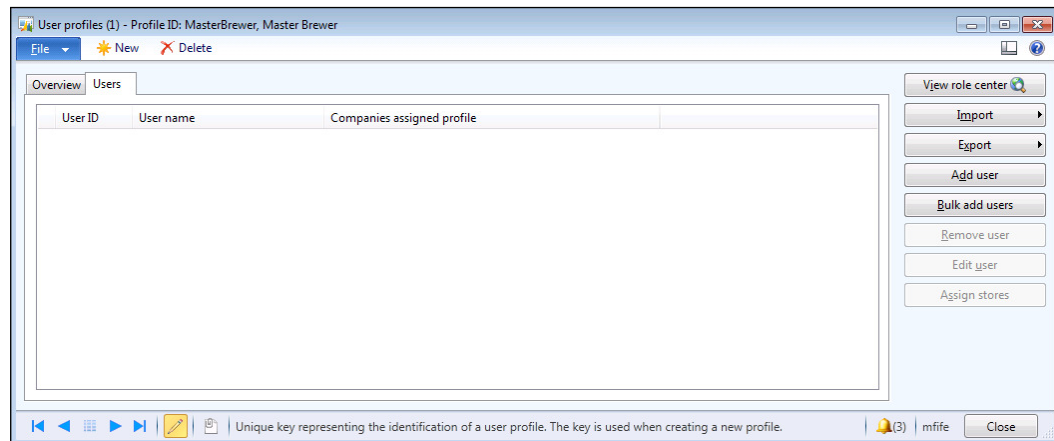 User profiles (1) - Profile ID: MasterBrewer, Master Brewer
File New Delete
Overview Users
User ID User name Companies assigned profile
View role center
Import
Export
Add user
Bulk add users
Remove user
Edit user
Assign stores
Unique key representing the identification of a user profile. The key is used when creating a new profile. (3) mfife Close